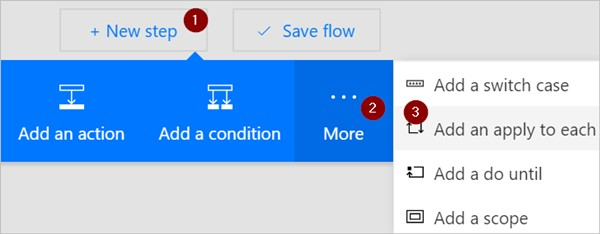 + New step
1
Save flow
Add an action
Add a condition
More
2
Add a switch case
3
Add an apply to each
Add a do until
Add a scope